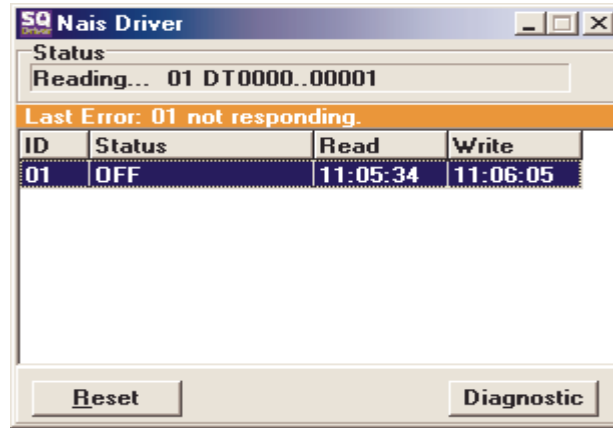 SQ Driver Nais Driver
Status
Reading... 01 DT0000..00001
Last Error: 01 not responding.
ID Status Read Write
01 OFF 11:05:34 11:06:05
Reset Diagnostic